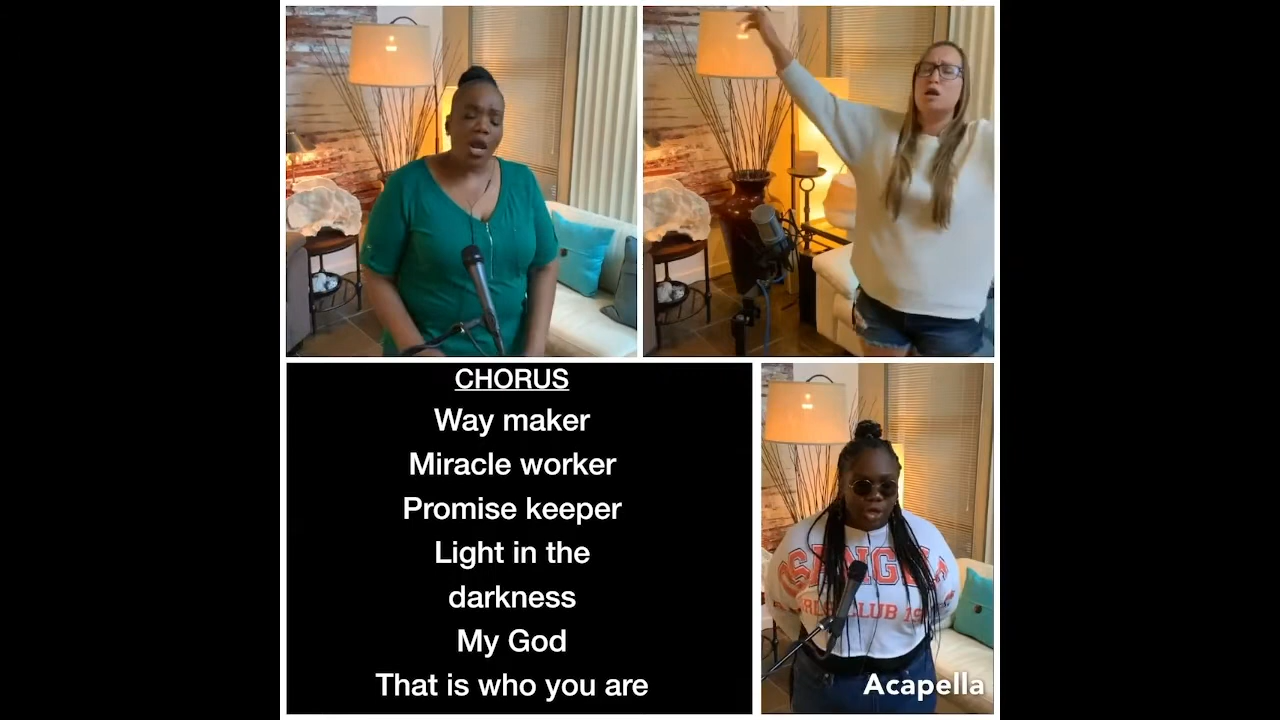 CHORUS
Way maker
Miracle worker
Promise keeper
Light in the
darkness
My God
That is who you are
CLUB
Acapella